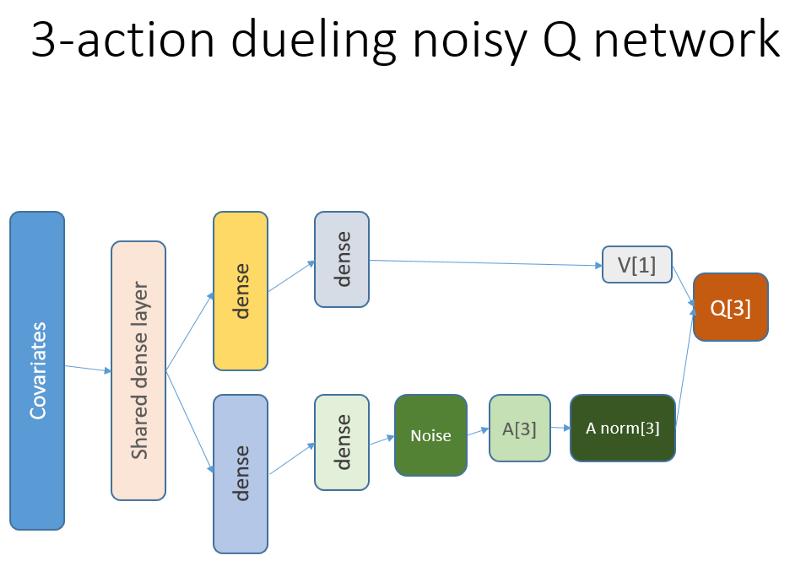 3-action dueling noisy Q network
Covariates
Shared dense layer
dense
dense
V[1]
Q[3]
dense
dense
Noise
A[3]
A norm[3]